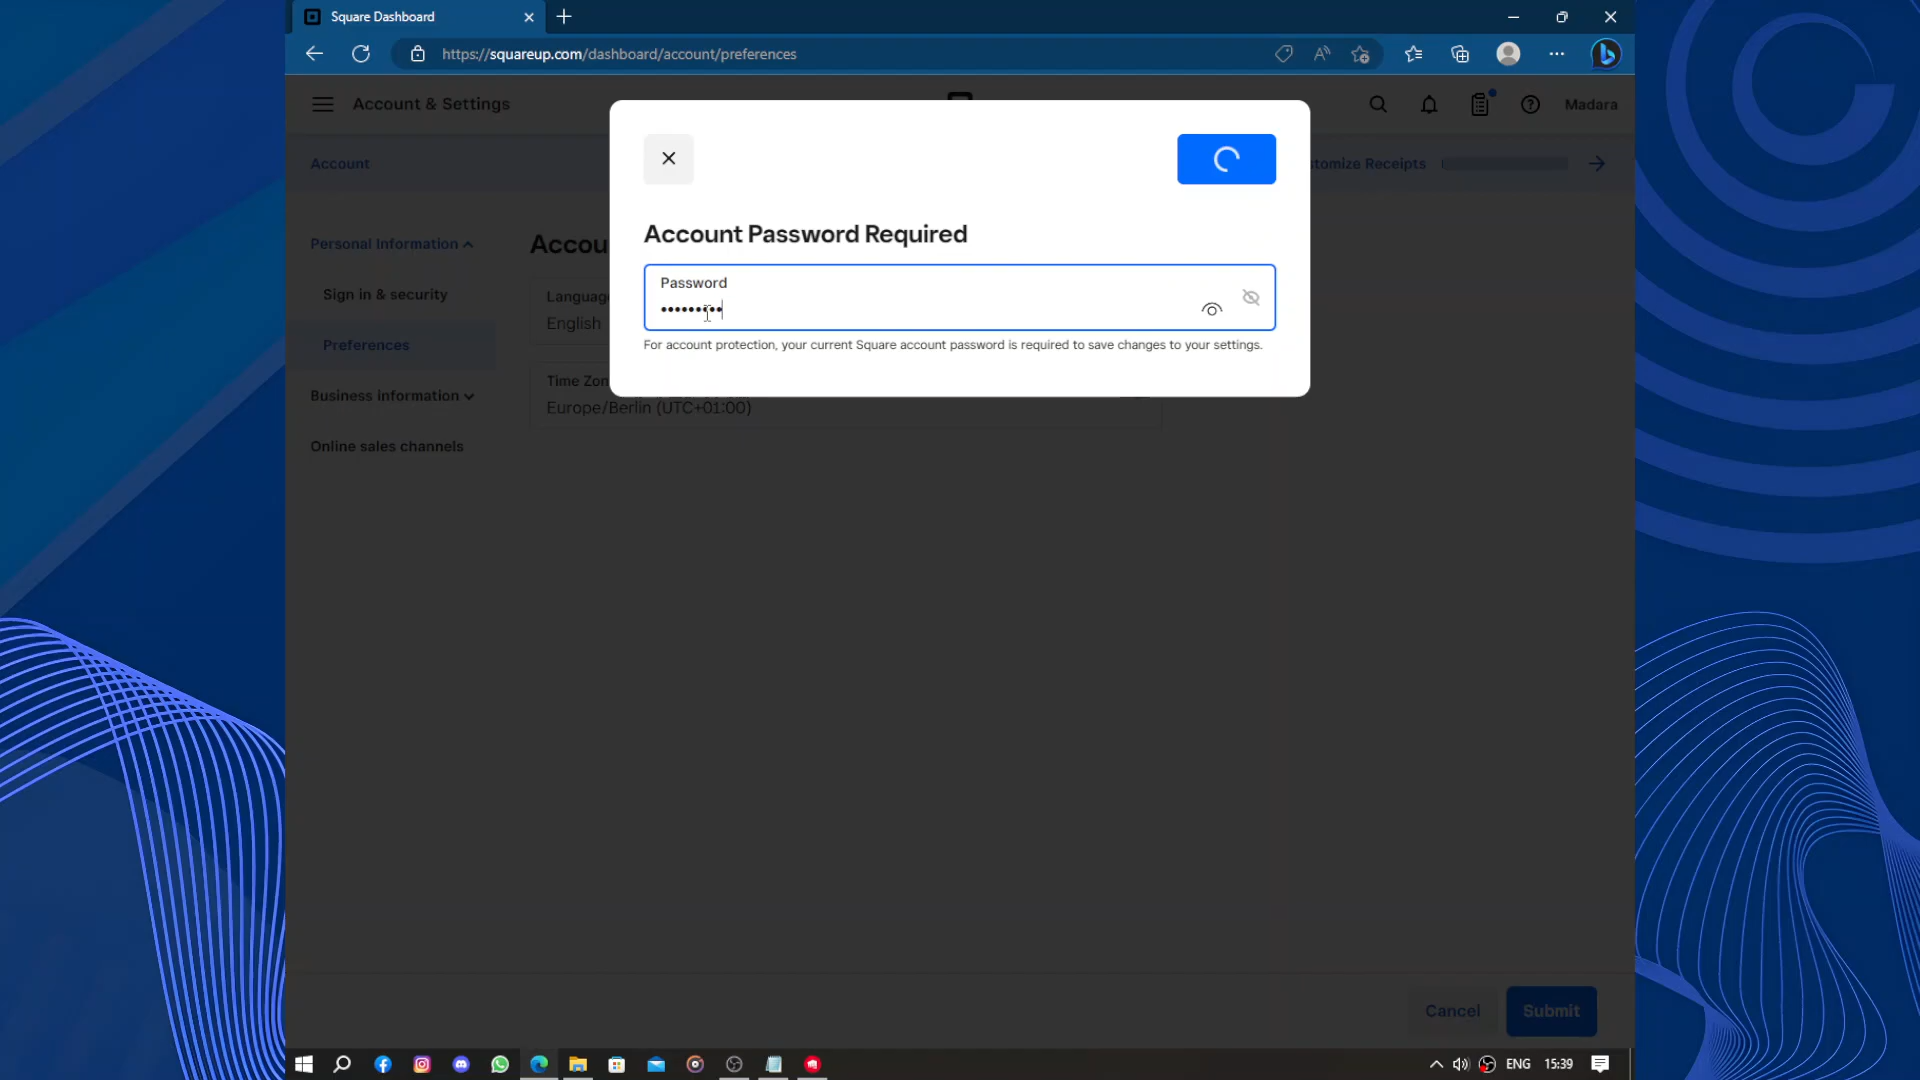 Square Dashboard
https://squareup.com/dashboard/account/preferences
Account & Settings
Madara
Account
stomize Receipts
Account Password Required
Password
•••••••••
For account protection, your current Square account password is required to save changes to your settings.
Personal Information
Sign in & security
Preferences
Business information
Online sales channels
Accou
Language
English
Time Zon
Europe/Berlin (UTC+01:00)
Cancel
Submit
ENG
15:39